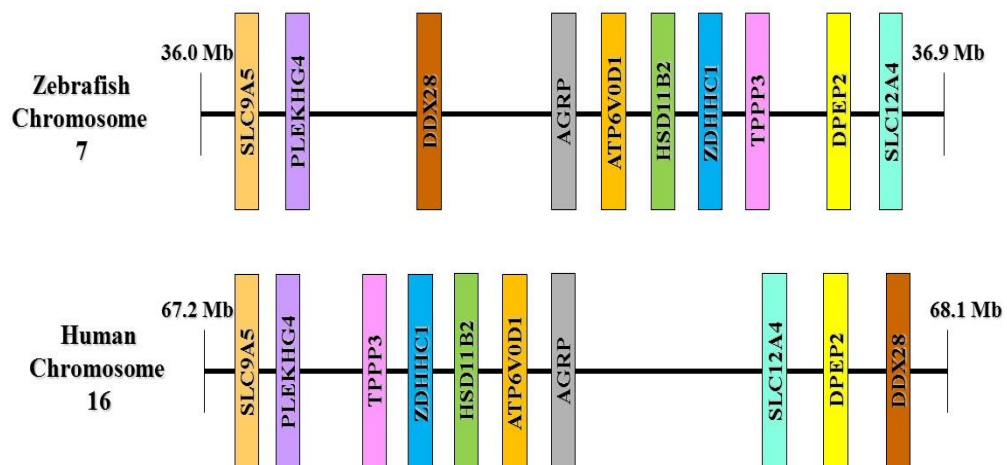 36.0 Mb
36.9 Mb
Zebrafish
Chromosome
7
SLC9A5
PLEKHG4
DDX28
AGRP
ATP6V0D1
HSD11B2
ZDHHC1
TPPP3
DPEP2
SLC12A4
67.2 Mb
68.1 Mb
Human
Chromosome
16
SLC9A5
PLEKHG4
TPPP3
ZDHHC1
HSD11B2
ATP6V0D1
AGRP
SLC12A4
DPEP2
DDX28